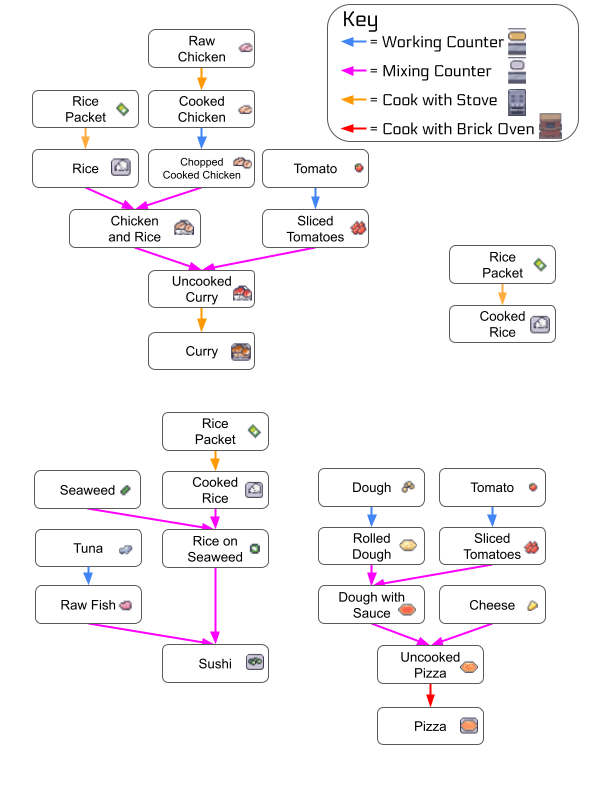 Key
= Working Counter
= Mixing Counter
= Cook with Stove
= Cook with Brick Oven
Raw
Chicken
Rice
Packet
Cooked
Chicken
Rice
Chopped
Cooked Chicken
Tomato
Chicken
and Rice
Sliced
Tomatoes
Uncooked
Curry
Curry
Rice
Packet
Cooked
Rice
Rice
Packet
Seaweed
Cooked
Rice
Tuna
Rice on
Seaweed
Raw Fish
Sushi
Dough
Tomato
Rolled
Dough
Sliced
Tomatoes
Dough with
Sauce
Cheese
Uncooked
Pizza
Pizza